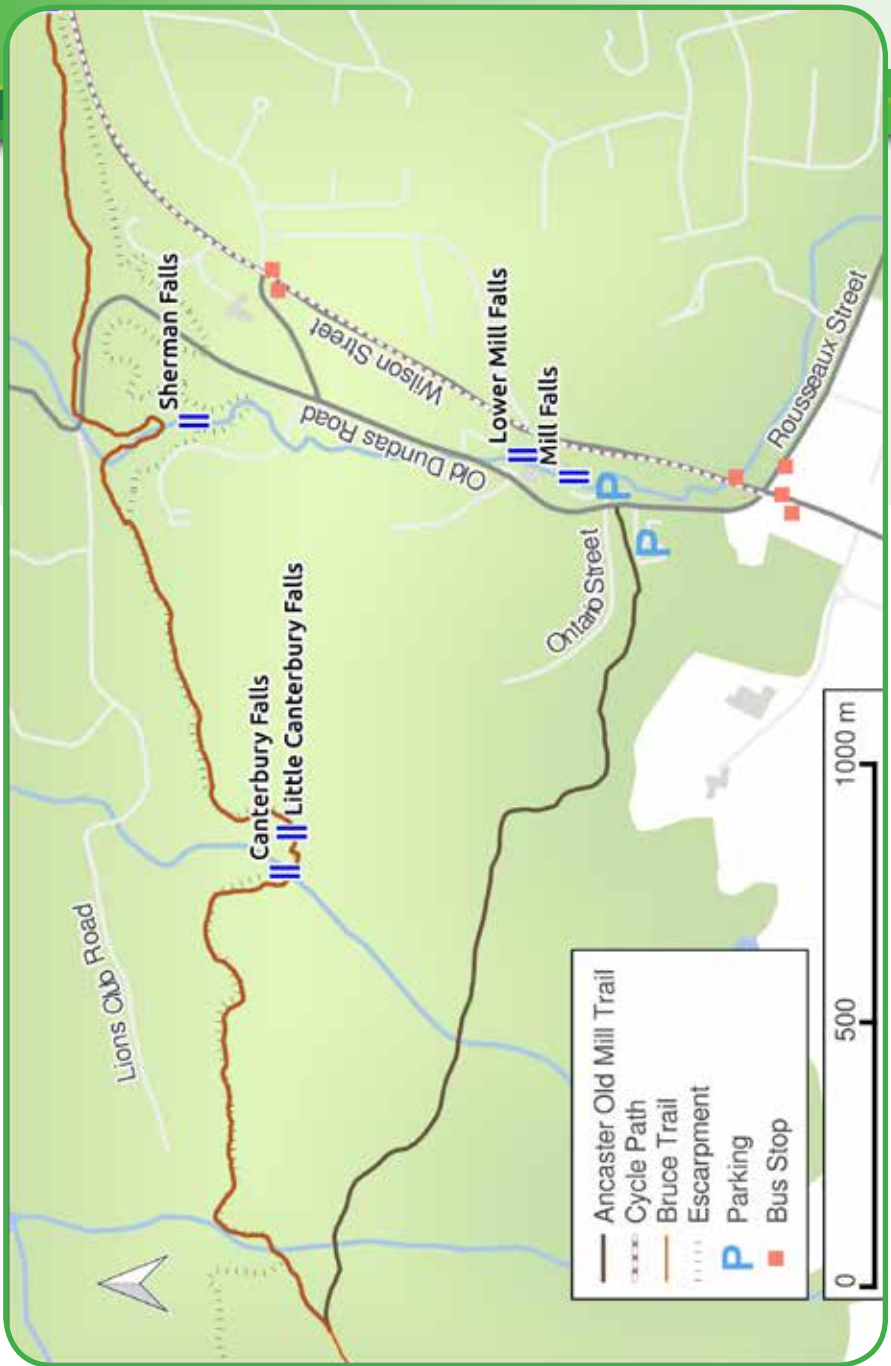 Sherman Falls
Wilson Street
Old Dundas Road
Lower Mill Falls
Mill Falls
P
P
Rousseaux Street
Ontario Street
Canterbury Falls
Little Canterbury Falls
Lions Club Road
Ancaster Old Mill Trail
Cycle Path
Bruce Trail
Escarpment
P Parking
Bus Stop
0 500 1000 m